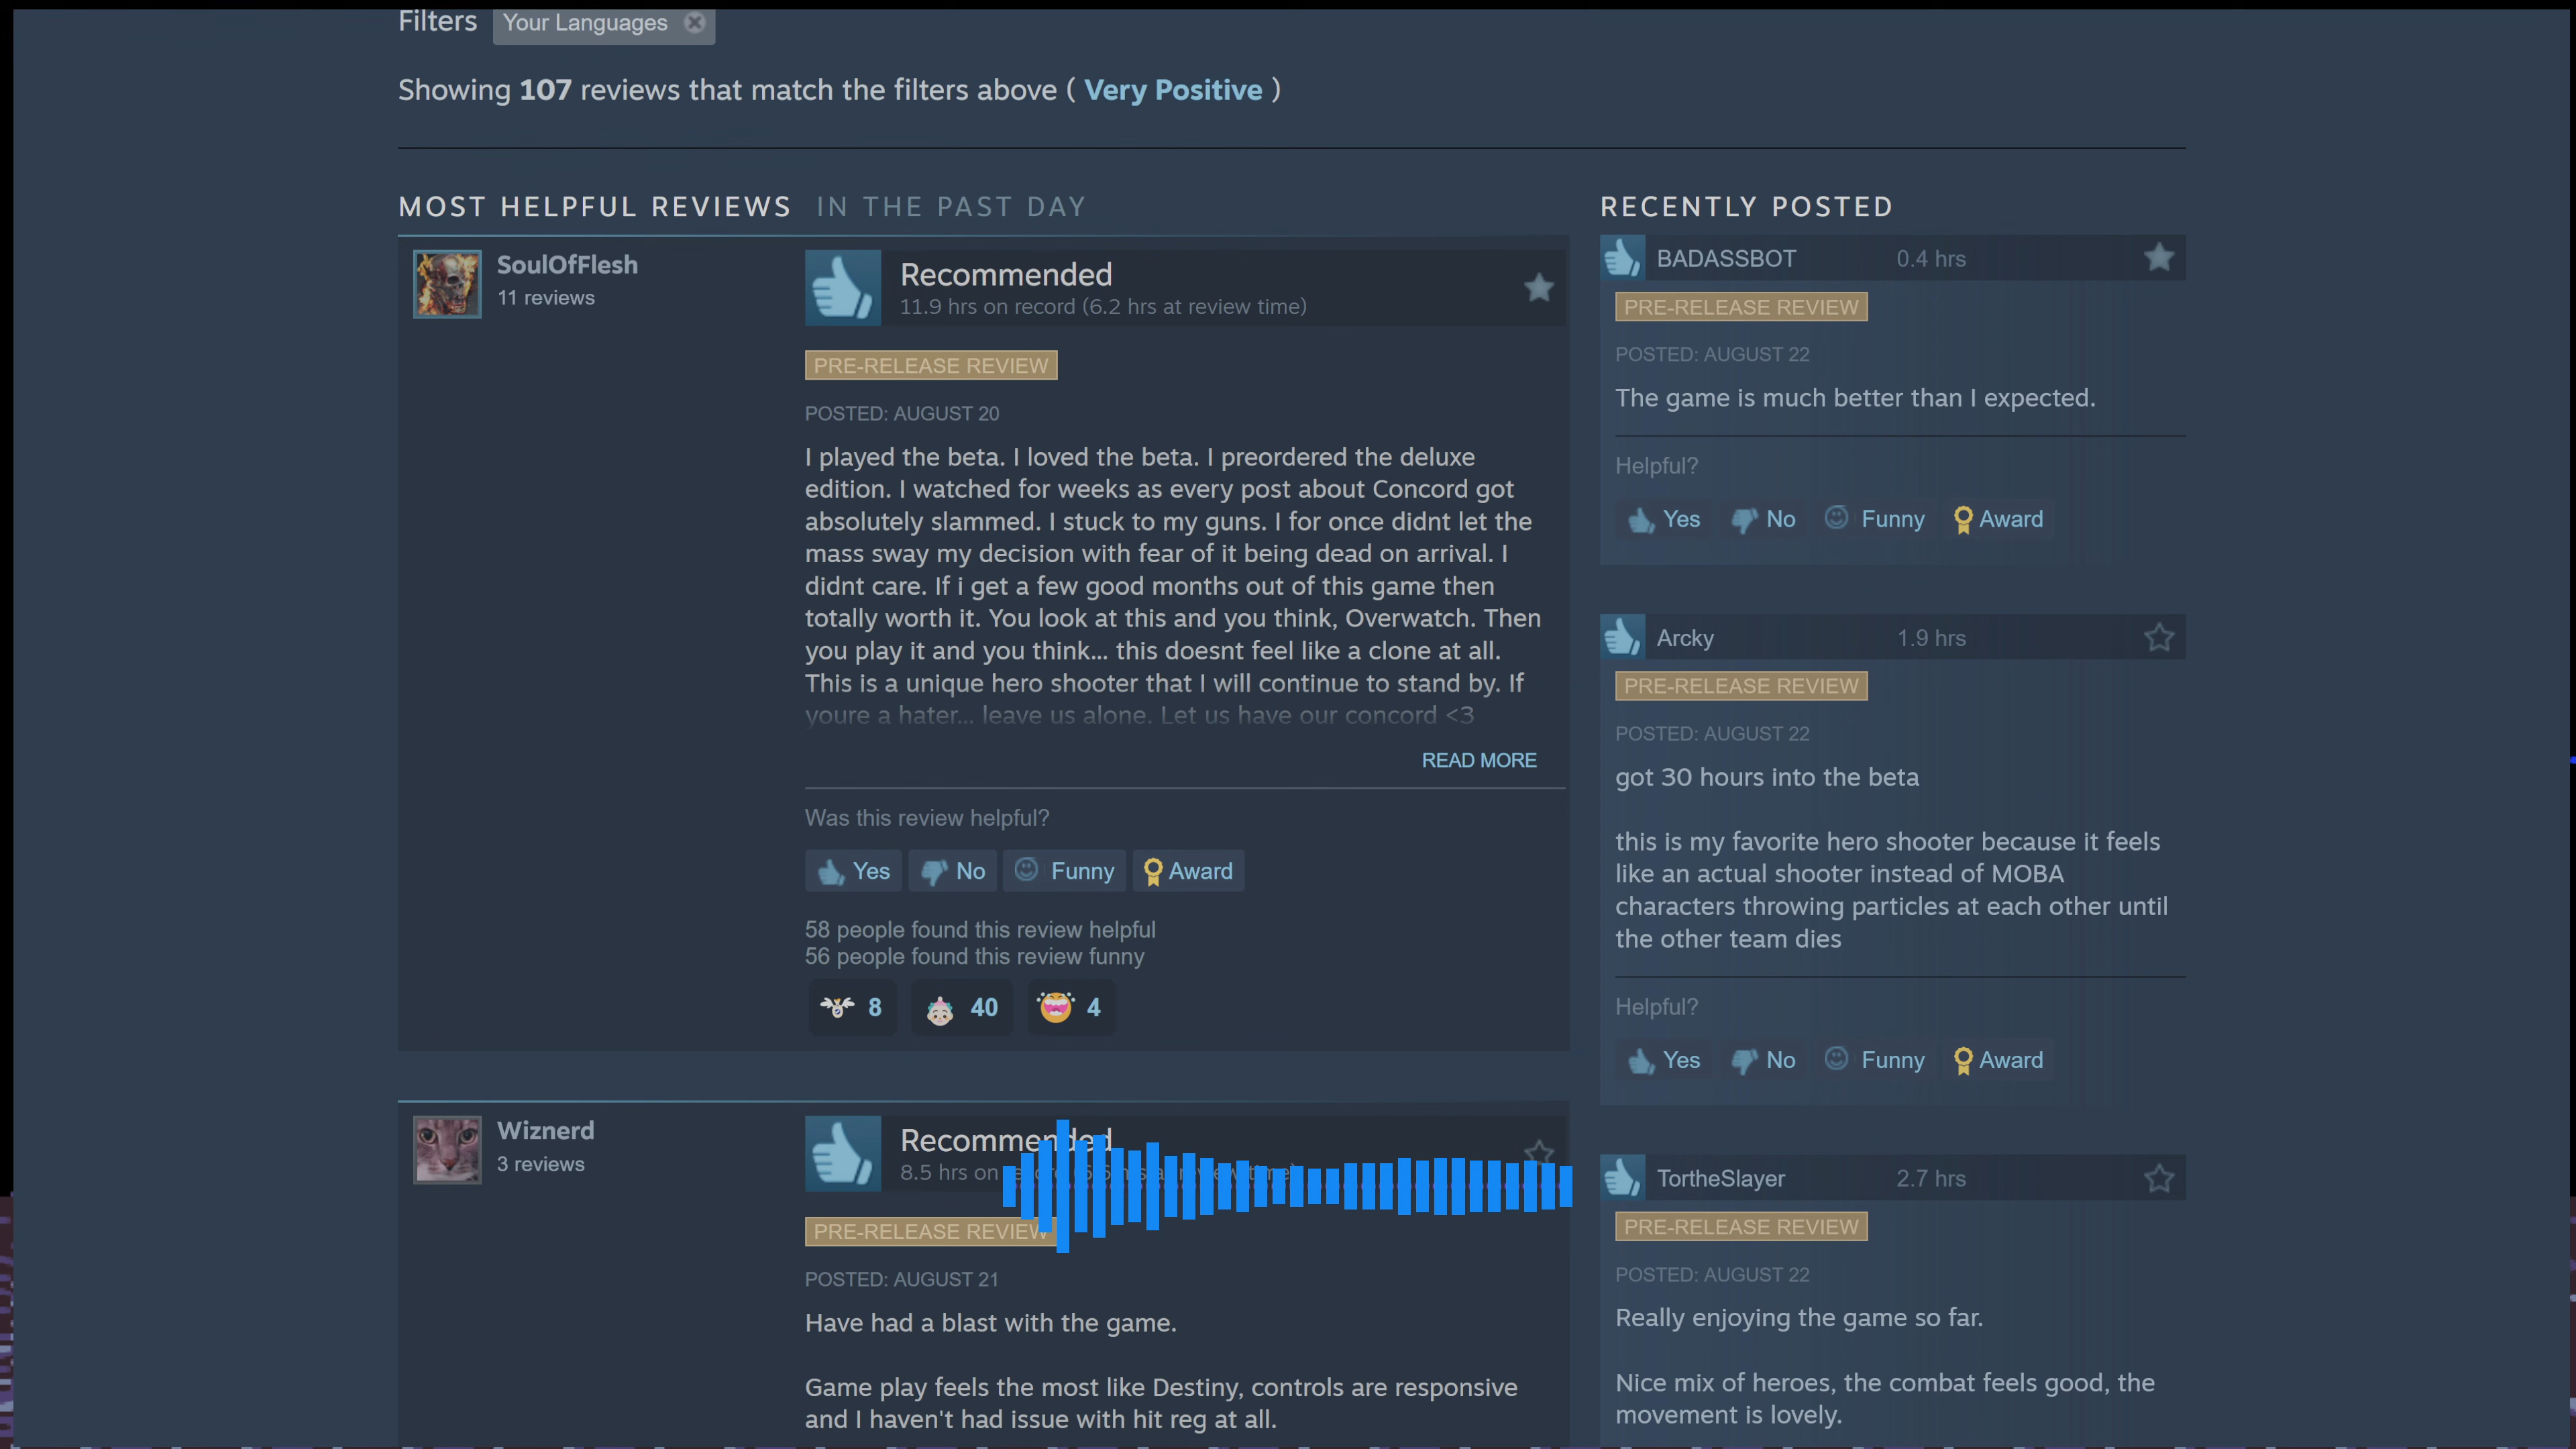 Filters Your Languages
Showing 107 reviews that match the filters above ( Very Positive )
MOST HELPFUL REVIEWS IN THE PAST DAY
SoulOfFlesh
11 reviews
Recommended
11.9 hrs on record (6.2 hrs at review time)
PRE-RELEASE REVIEW
POSTED: AUGUST 20
I played the beta. I loved the beta. I preordered the deluxe
edition. I watched for weeks as every post about Concord got
absolutely slammed. I stuck to my guns. I for once didnt let the
mass sway my decision with fear of it being dead on arrival. I
didnt care. If i get a few good months out of this game then
totally worth it. You look at this and you think, Overwatch. Then
you play it and you think... this doesnt feel like a clone at all.
This is a unique hero shooter that I will continue to stand by. If
youre a hater... leave us alone. Let us have our concord <3
READ MORE
Was this review helpful?
Yes No Funny Award
58 people found this review helpful
56 people found this review funny
8 40 4
Wiznerd
3 reviews
Recommended
8.5 hrs on
PRE-RELEASE REVIEW
POSTED: AUGUST 21
Have had a blast with the game.
Game play feels the most like Destiny, controls are responsive
and I haven't had issue with hit reg at all.
RECENTLY POSTED
BADASSBOT 0.4 hrs
PRE-RELEASE REVIEW
POSTED: AUGUST 22
The game is much better than I expected.
Helpful?
Yes No Funny Award
Arcky 1.9 hrs
PRE-RELEASE REVIEW
POSTED: AUGUST 22
got 30 hours into the beta
this is my favorite hero shooter because it feels
like an actual shooter instead of MOBA
characters throwing particles at each other until
the other team dies
Helpful?
Yes No Funny Award
TortheSlayer 2.7 hrs
PRE-RELEASE REVIEW
POSTED: AUGUST 22
Really enjoying the game so far.
Nice mix of heroes, the combat feels good, the
movement is lovely.